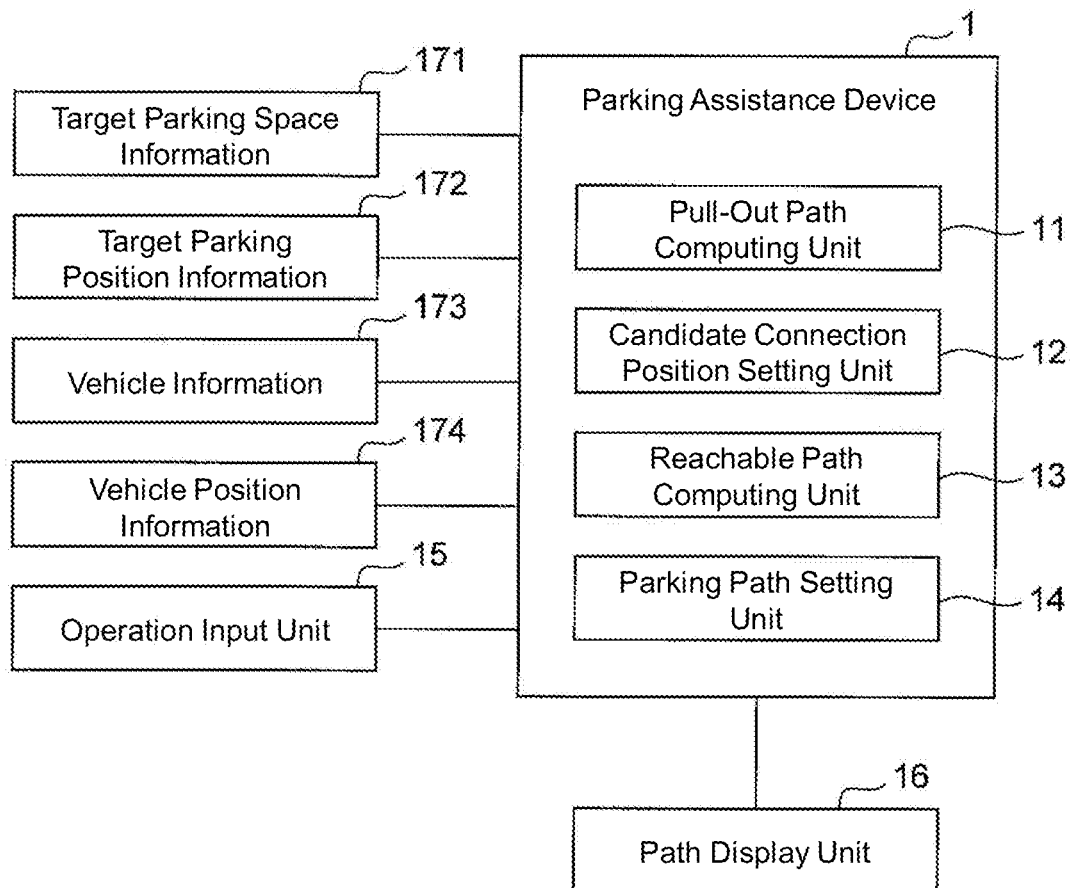 1
Parking Assistance Device
171
Target Parking Space
Information
172
Target Parking
Position Information
173
Vehicle Information
174
Vehicle Position
Information
15
Operation Input Unit
Pull-Out Path
Computing Unit
11
Candidate Connection
Position Setting Unit
12
Reachable Path
Computing Unit
13
Parking Path Setting
Unit
14
16
Path Display Unit